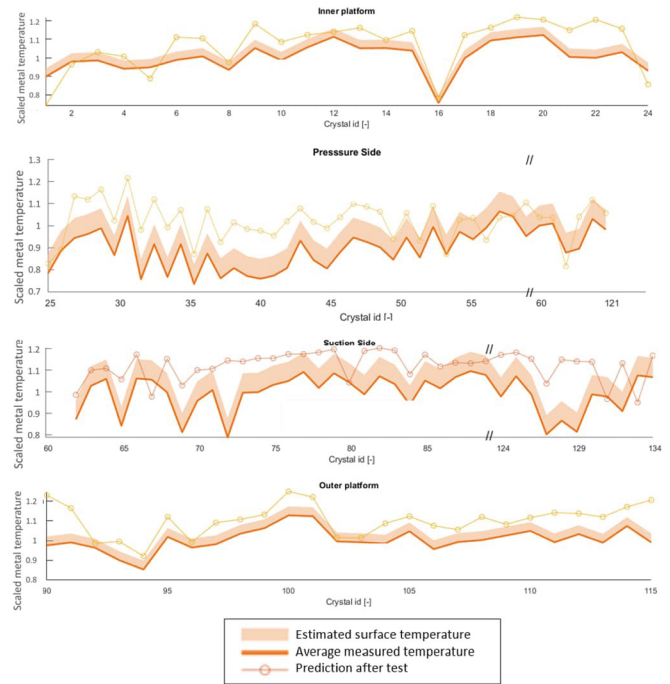 Inner platform
Scaled metal temperature
1.2
1.1
1
0.9
0.8
2 4 6 8 10 12 14 16 18 20 22 24
Crystal id [-]
Presssure Side
Scaled metal temperature
1.3
1.2
1.1
1
0.9
0.8
0.7
//
//
25 30 35 40 45 50 55 60 121
Crystal id [-]
Suction Side
Scaled metal temperature
1.2
1.1
1
0.9
0.8
//
//
60 65 70 75 80 85 124 129 134
Crystal id [-]
Outer platform
Scaled metal temperature
1.2
1.1
1
0.9
0.8
90 95 100 105 110 115
Crystal id [-]
Estimated surface temperature
Average measured temperature
Prediction after test